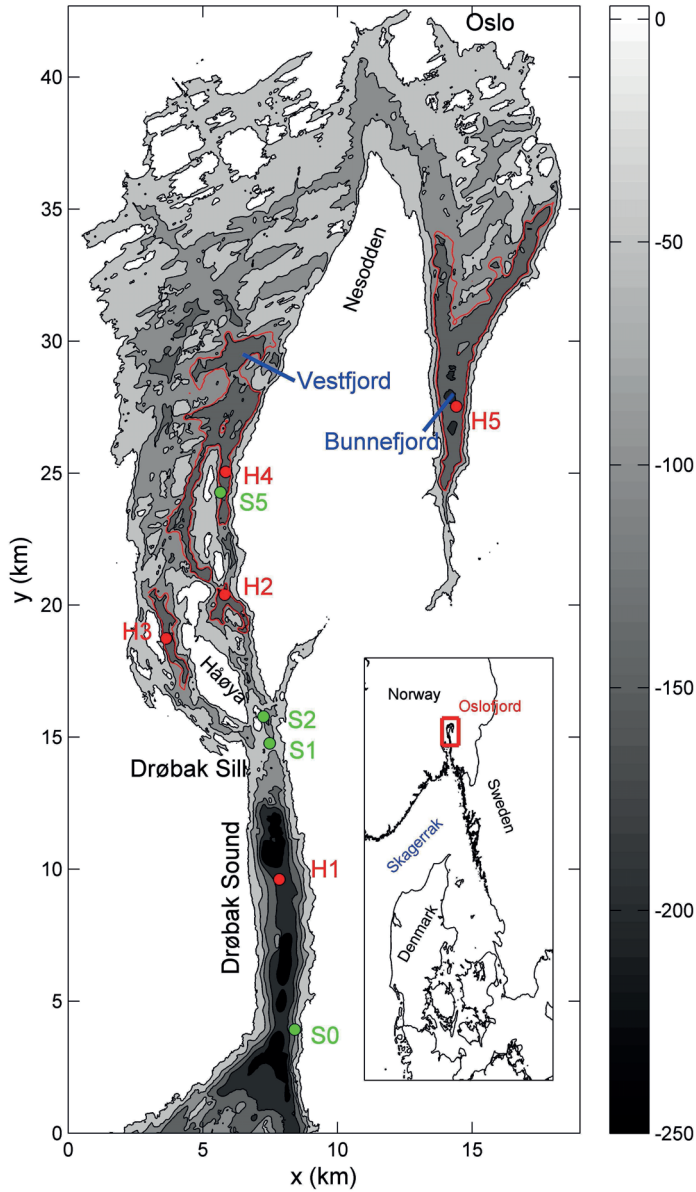 Oslo
0
40
35
-50
Nesodden
30
Vestfjord
-100
Bunnefjord
H5
25
H4
S5
y (km)
20
H2
H3
-150
Håøya
Norway
Oslofjord
S2
15
S1
Drøbak Sill
Sweden
Skagerrak
-200
10
H1
Drøbak Sound
Denmark
5
S0
0
-250
0
5
10
15
x (km)